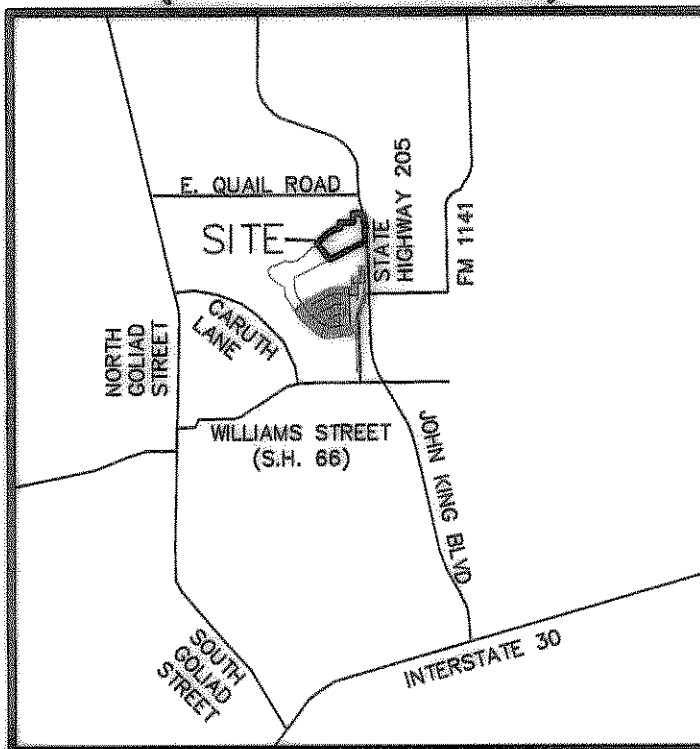 E. QUAIL ROAD
SITE
STATE
HIGHWAY 205
FM 1141
CARUTH
LANE
NORTH
GOLIAD
STREET
WILLIAMS STREET
(S.H. 66)
JOHN KING BLVD
SOUTH
GOLIAD
STREET
INTERSTATE 30